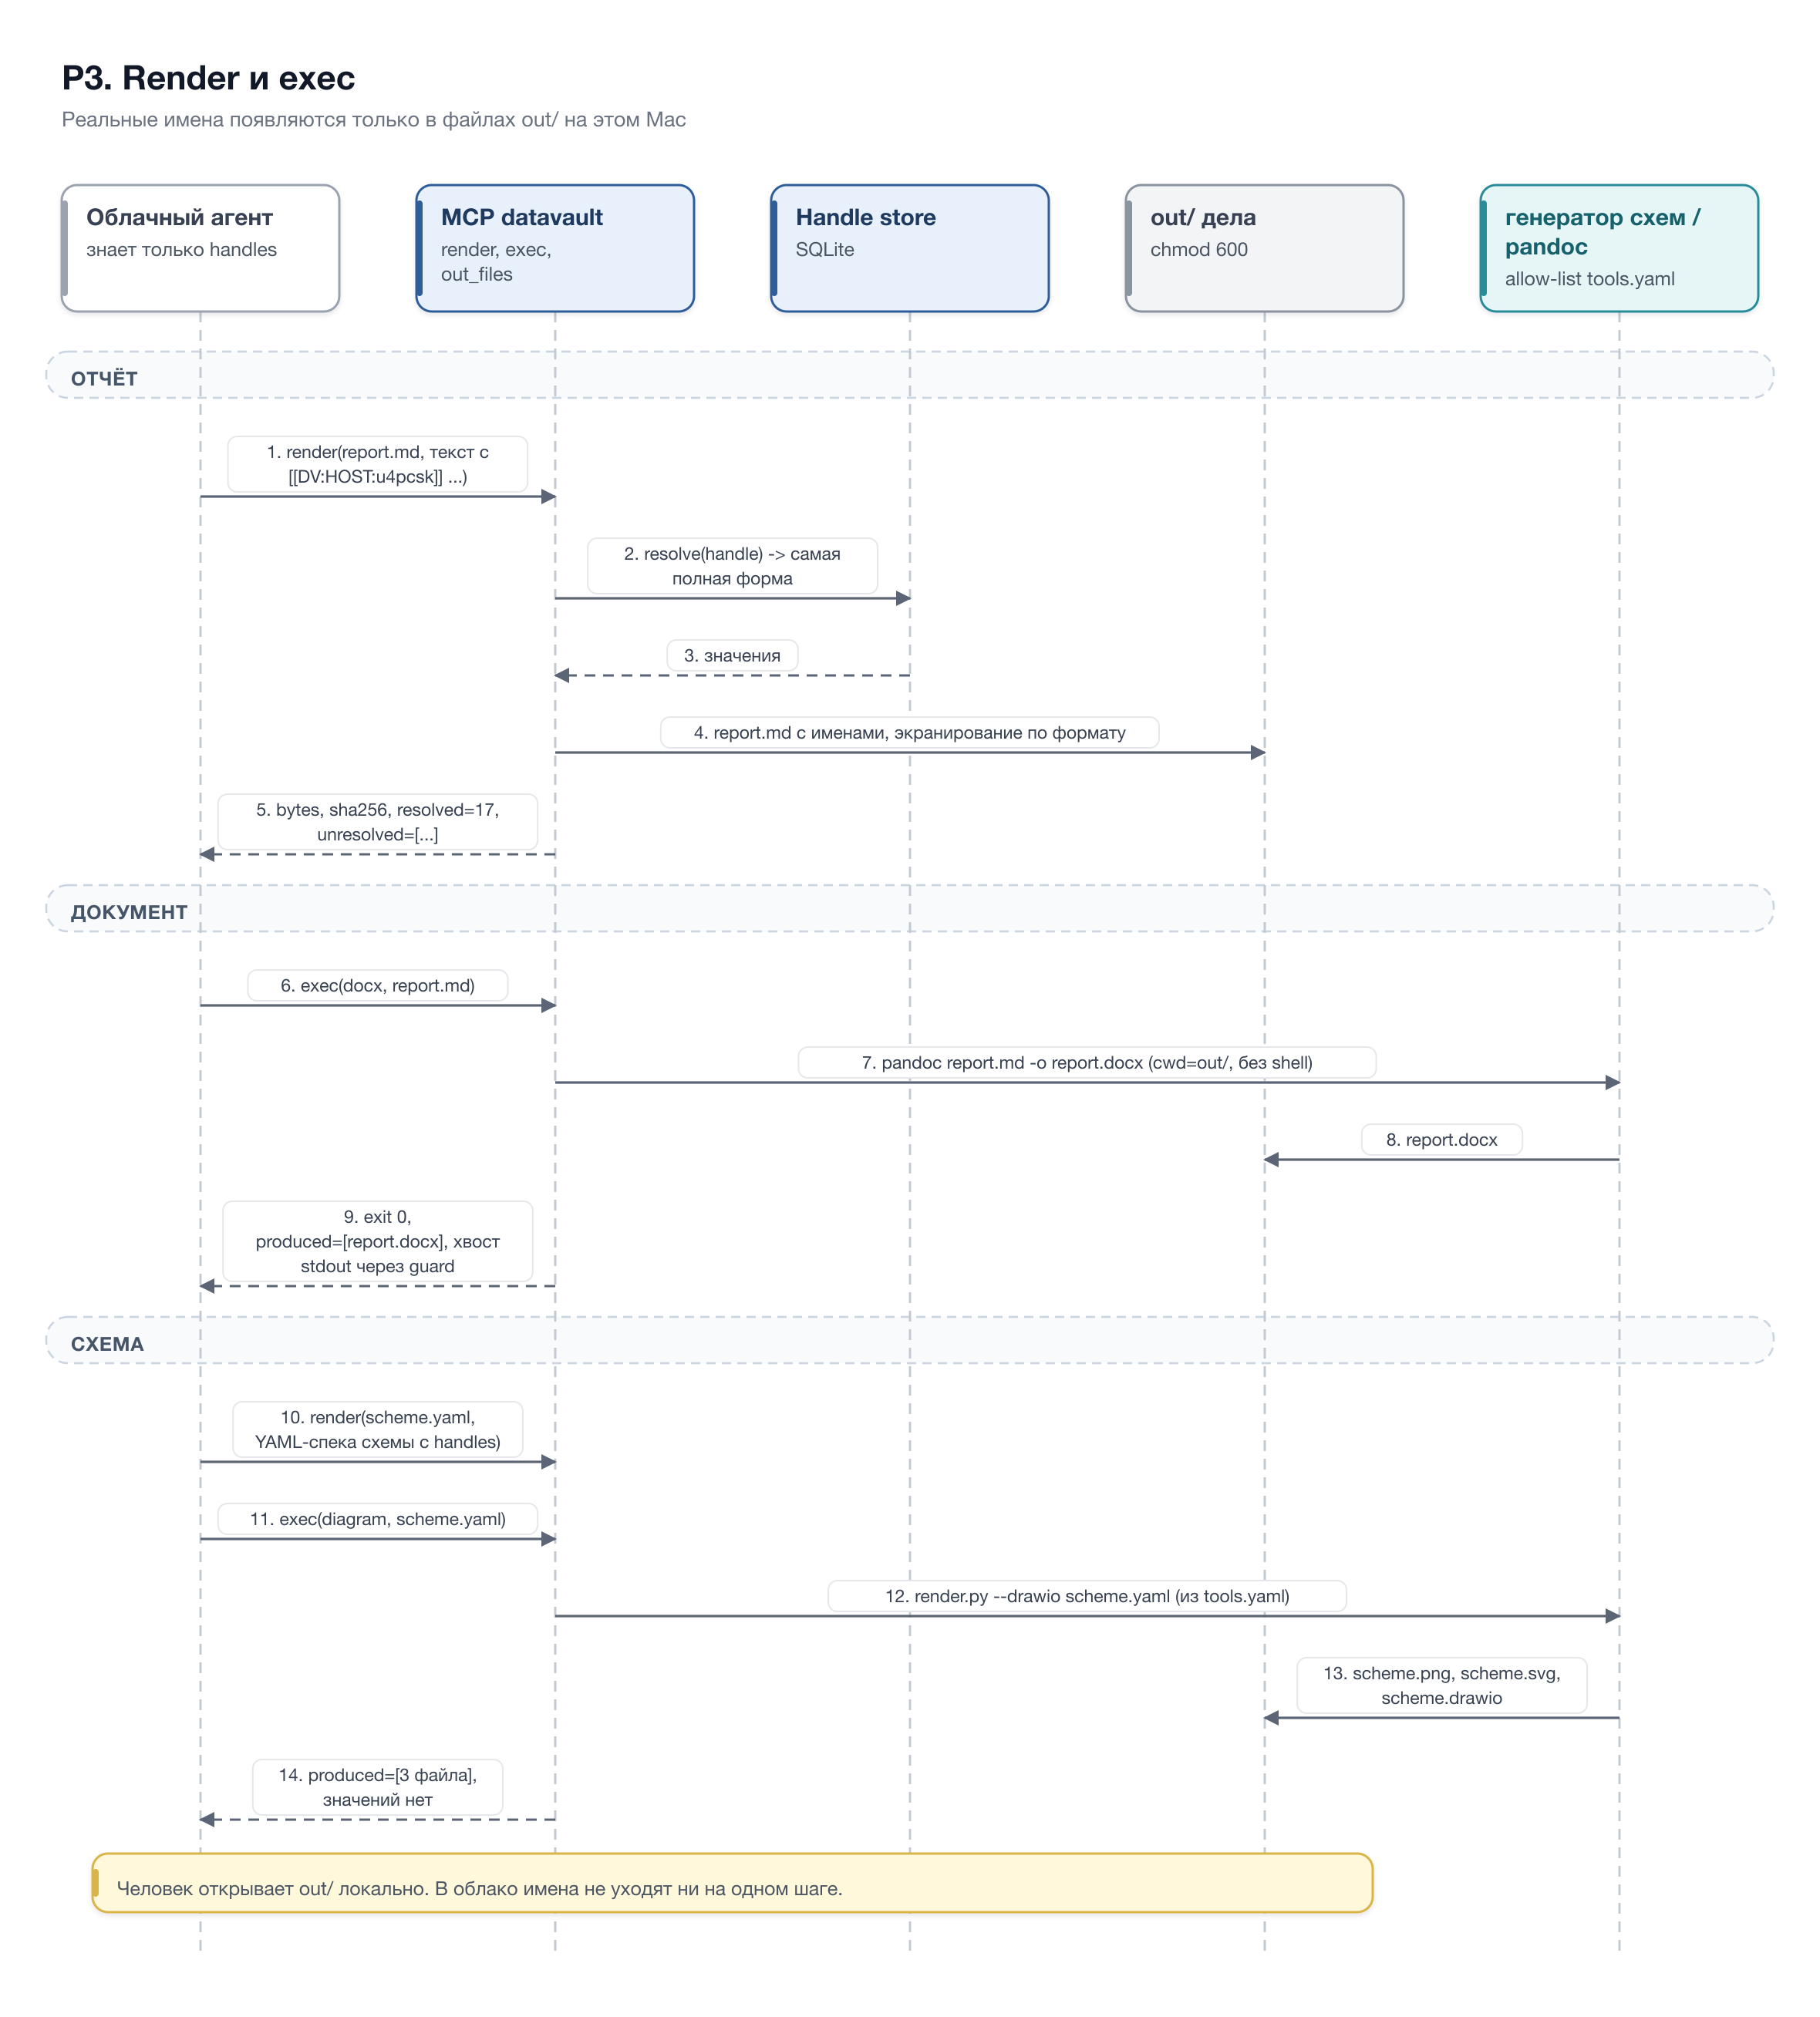 P3. Render и exec
Реальные имена появляются только в файлах out/ на этом Mac
Облачный агент
знает только handles
MCP datavault
render, exec,
out_files
Handle store
SQLite
out/ дела
chmod 600
генератор схем /
pandoc
allow-list tools.yaml
ОТЧЁТ
1. render(report.md, текст с
[[DV:HOST:u4pcsk]] ...)
2. resolve(handle) -> самая
полная форма
3. значения
4. report.md с именами, экранирование по формату
5. bytes, sha256, resolved=17,
unresolved=[...]
ДОКУМЕНТ
6. exec(docx, report.md)
7. pandoc report.md -o report.docx (cwd=out/, без shell)
8. report.docx
9. exit 0,
produced=[report.docx], хвост
stdout через guard
СХЕМА
10. render(scheme.yaml,
YAML-спека схемы с handles)
11. exec(diagram, scheme.yaml)
12. render.py --drawio scheme.yaml (из tools.yaml)
13. scheme.png, scheme.svg,
scheme.drawio
14. produced=[3 файла],
значений нет
Человек открывает out/ локально. В облако имена не уходят ни на одном шаге.